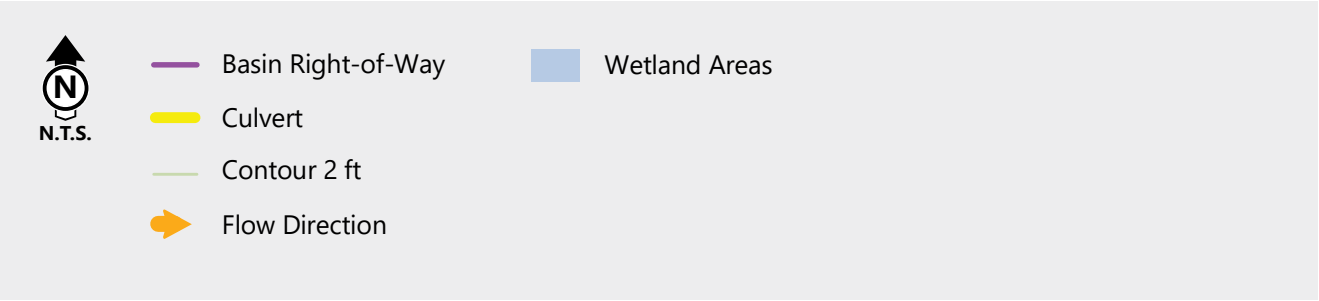 N
N.T.S.
Basin Right-of-Way
Culvert
Contour 2 ft
Flow Direction
Wetland Areas